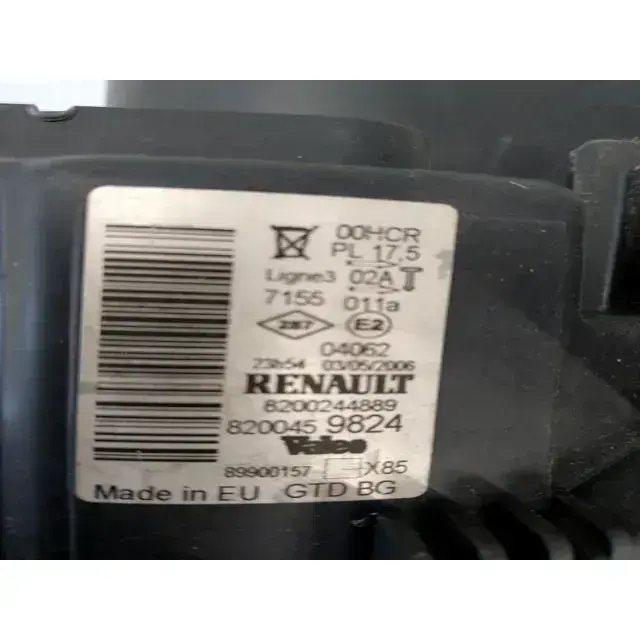 00HCR
PL 17,5
Ligne3 02A
7155 011a
287 E2
04062
23h54 03/05/2006
RENAULT
8200244889
820045 9824
Valeo
89900157 X85
Made in EU GTD BG